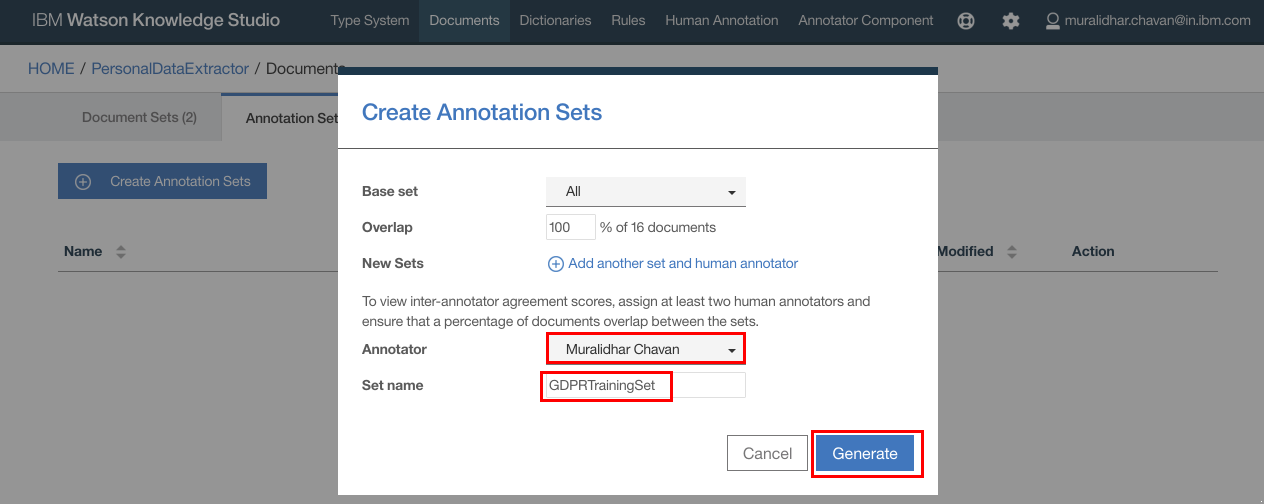 IBM Watson Knowledge Studio Type System Documents Dictionaries Rules Human Annotation Annotator Component muralidhar.chavan@in.ibm.com
HOME / PersonalDataExtractor / Documents
Document Sets (2) Annotation Set
Create Annotation Sets
Create Annotation Sets
Base set All
Overlap 100 % of 16 documents
Name Modified Action
New Sets Add another set and human annotator
To view inter-annotator agreement scores, assign at least two human annotators and
ensure that a percentage of documents overlap between the sets.
Annotator Muralidhar Chavan
Set name GDPRTrainingSet
Cancel Generate